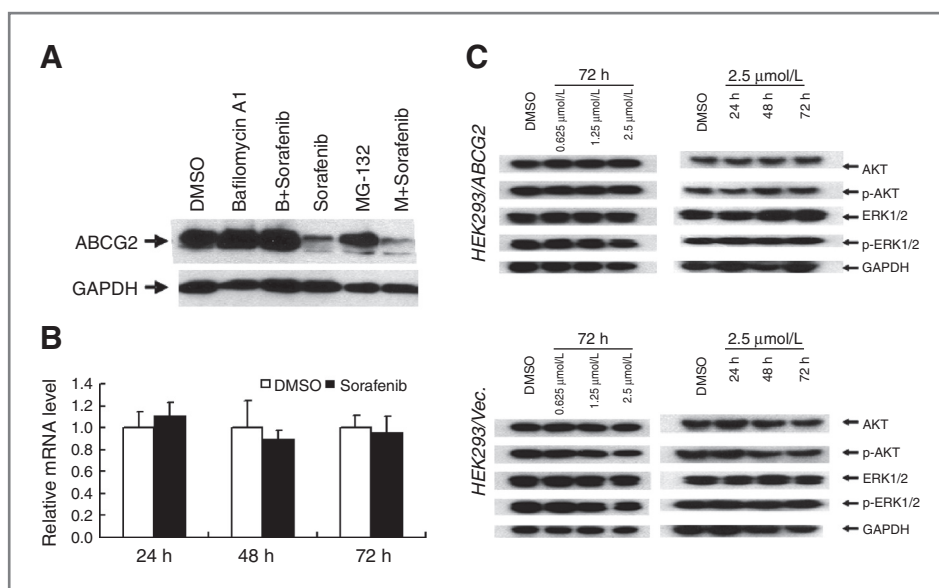 A
DMSO
Bafilomycin A1
B+Sorafenib
Sorafenib
MG-132
M+Sorafenib
ABCG2
GAPDH
B
Relative mRNA level
1.4
1.2
1.0
0.8
0.6
0.4
0.2
0.0
DMSO
Sorafenib
24 h
48 h
72 h
C
HEK293/ABCG2
72 h
DMSO
0.625 μmol/L
1.25 μmol/L
2.5 μmol/L
2.5 μmol/L
DMSO
24 h
48 h
72 h
AKT
p-AKT
ERK1/2
p-ERK1/2
GAPDH
HEK293/Vec.
72 h
DMSO
0.625 μmol/L
1.25 μmol/L
2.5 μmol/L
2.5 μmol/L
DMSO
24 h
48 h
72 h
AKT
p-AKT
ERK1/2
p-ERK1/2
GAPDH